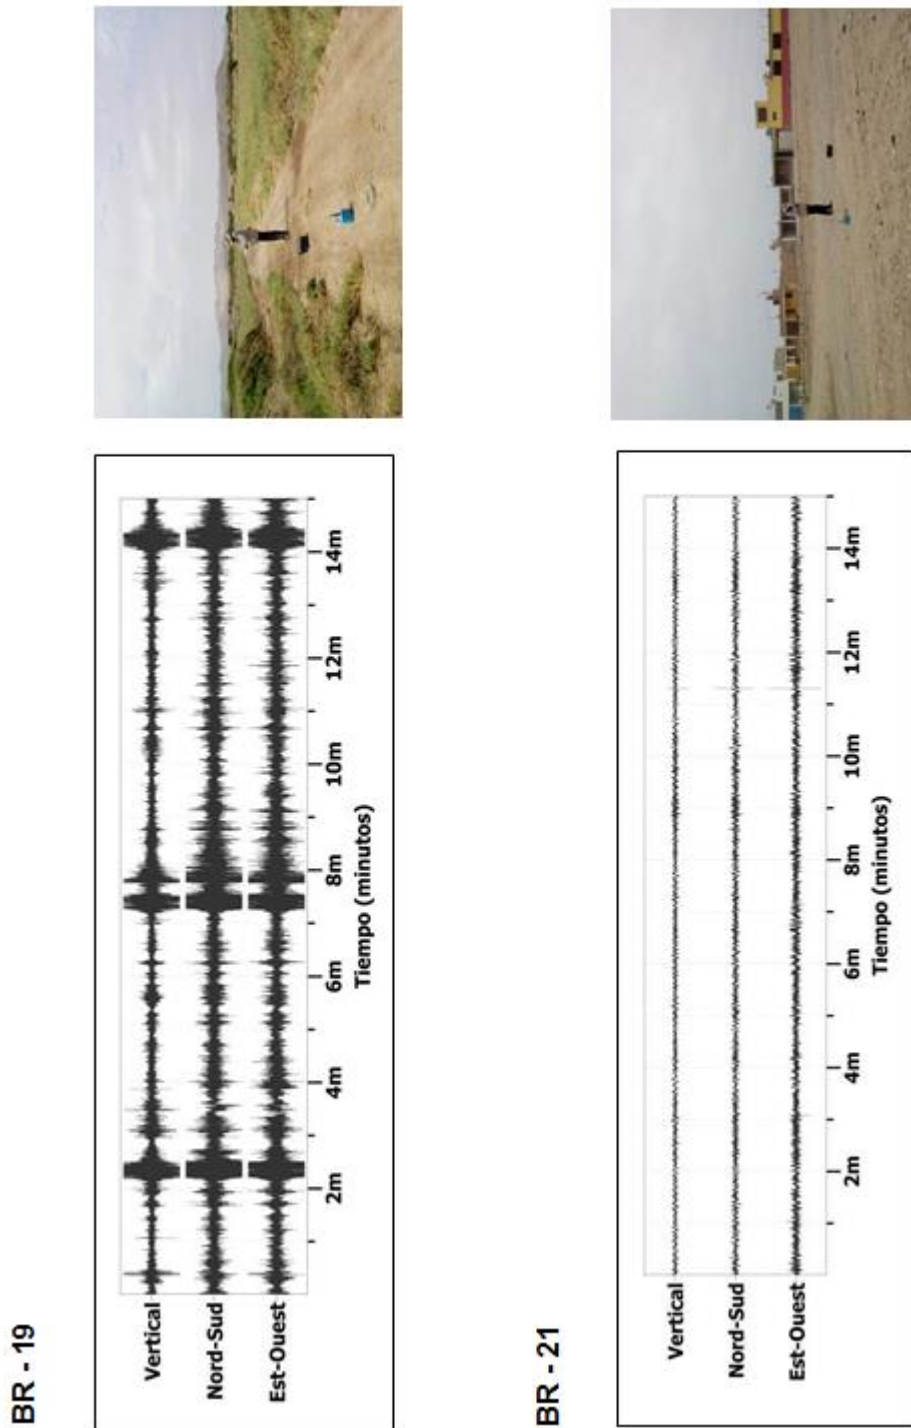 BR - 19
Vertical
Nord-Sud
Est-Ouest
2m
4m
6m
8m
10m
12m
14m
Tiempo (minutos)
BR - 21
Vertical
Nord-Sud
Est-Ouest
2m
4m
6m
8m
10m
12m
14m
Tiempo (minutos)